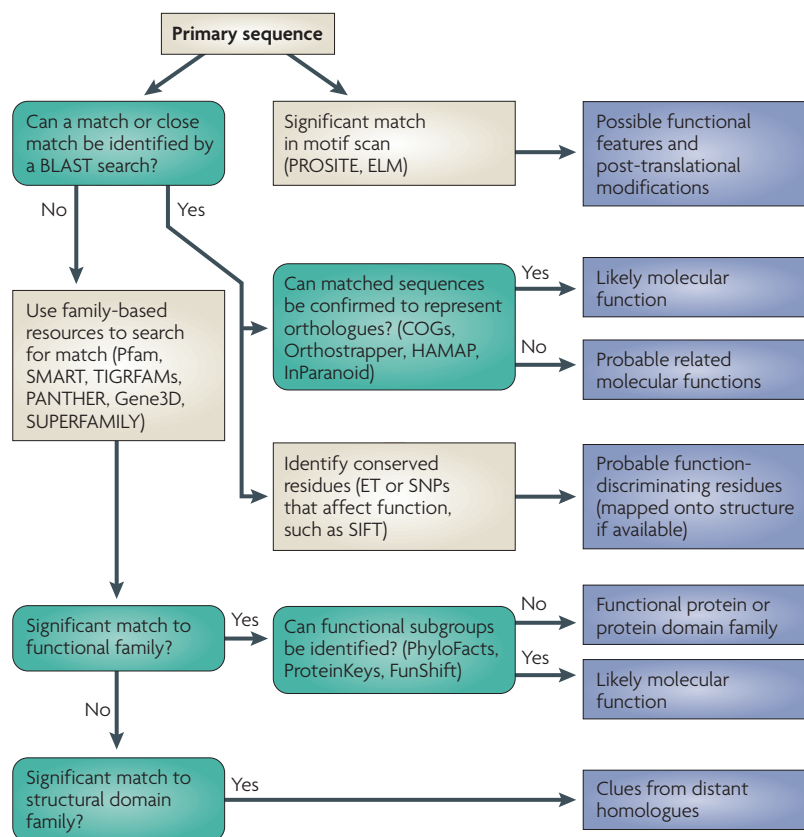 Primary sequence
Can a match or close
match be identified by
a BLAST search?
Significant match
in motif scan
(PROSITE, ELM)
Possible functional
features and
post-translational
modifications
No
Yes
Use family-based
resources to search
for match (Pfam,
SMART, TIGRFAMs,
PANTHER, Gene3D,
SUPERFAMILY)
Can matched sequences
be confirmed to represent
orthologues? (COGs,
Orthostrapper, HAMAP,
InParanoid)
Yes
Likely molecular
function
No
Probable related
molecular functions
Identify conserved
residues (ET or SNPs
that affect function,
such as SIFT)
Probable function-
discriminating residues
(mapped onto structure
if available)
Significant match to
functional family?
Yes
Can functional subgroups
be identified? (PhyloFacts,
ProteinKeys, FunShift)
No
Functional protein or
protein domain family
Yes
Likely molecular
function
No
Significant match to
structural domain
family?
Yes
Clues from distant
homologues